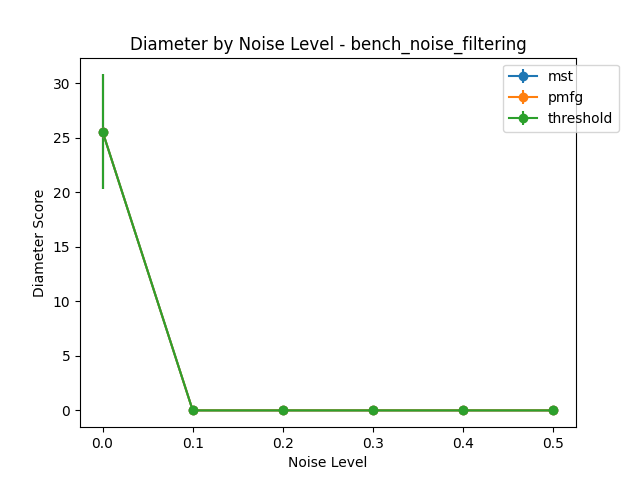 Diameter by Noise Level - bench_noise_filtering
mst
pmfg
threshold
30
25
20
15
10
5
0
Diameter Score
0.0 0.1 0.2 0.3 0.4 0.5
Noise Level